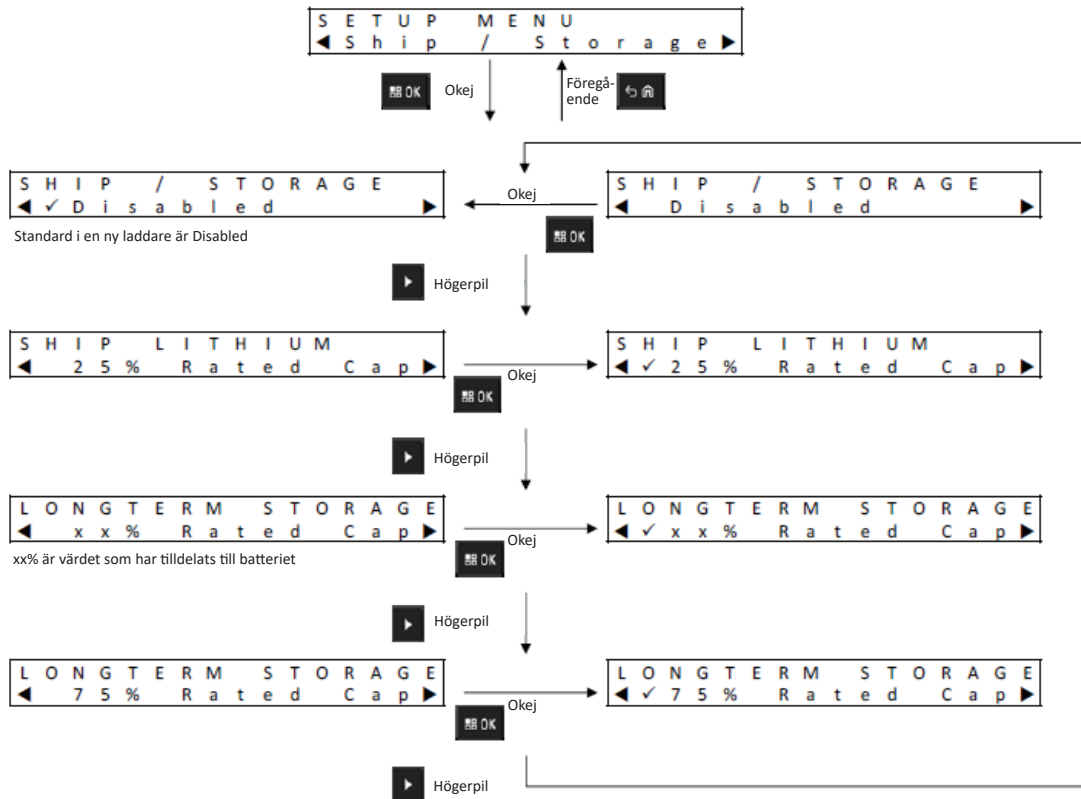 SETUP MENU
◀Ship / Storage▶
OK
Okej
Föregå-
ende
SHIP / STORAGE
◀✓Disabled ▶
Standard i en ny laddare är Disabled
Okej
OK
SHIP / STORAGE
◀ Disabled ▶
Högerpil
SHIP LITHIUM
◀ 25% Rated Cap▶
Okej
OK
SHIP LITHIUM
◀✓25% Rated Cap▶
Högerpil
LONGTERM STORAGE
◀ xx% Rated Cap▶
xx% är värdet som har tilldelats till batteriet
Okej
OK
LONGTERM STORAGE
◀✓xx% Rated Cap▶
Högerpil
LONGTERM STORAGE
◀ 75% Rated Cap▶
Okej
OK
LONGTERM STORAGE
◀✓75% Rated Cap▶
Högerpil